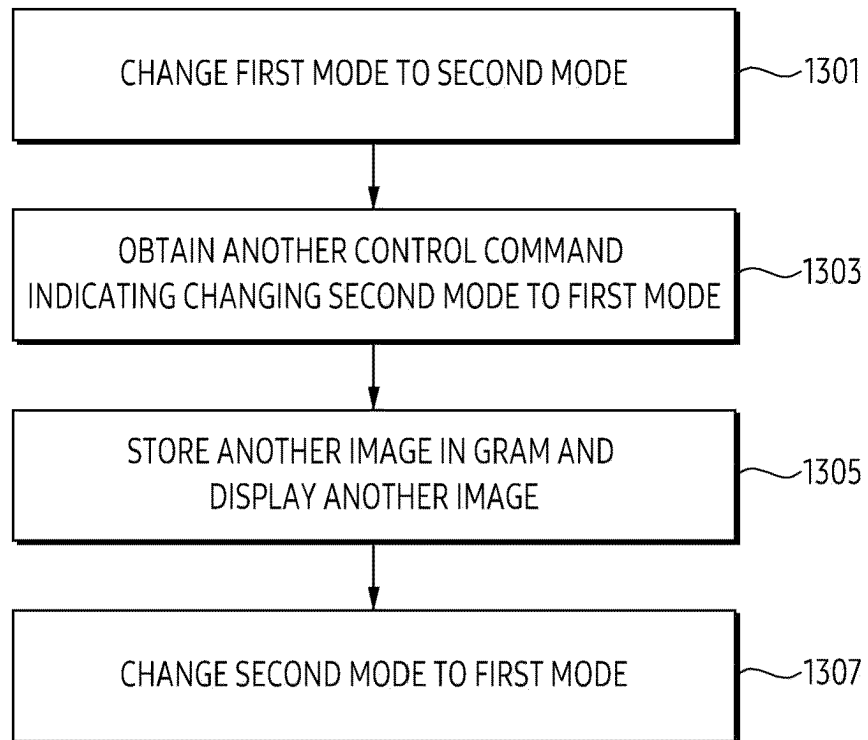 CHANGE FIRST MODE TO SECOND MODE
1301
OBTAIN ANOTHER CONTROL COMMAND
INDICATING CHANGING SECOND MODE TO FIRST MODE
1303
STORE ANOTHER IMAGE IN GRAM AND
DISPLAY ANOTHER IMAGE
1305
CHANGE SECOND MODE TO FIRST MODE
1307